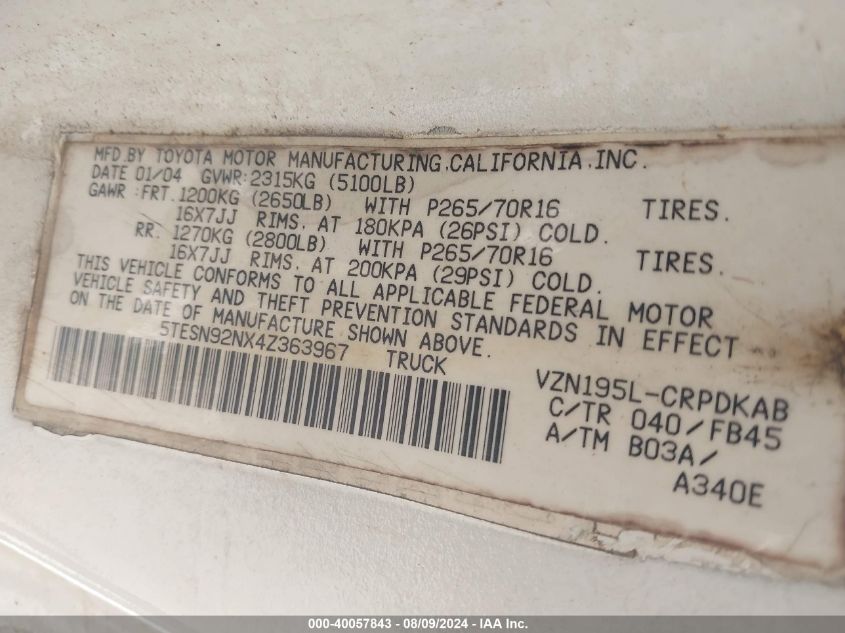 MFD.BY TOYOTA MOTOR MANUFACTURING,CALIFORNIA,INC.
DATE 01/04 GVWR:2315KG (5100LB)
GAWR :FRT.1200KG (2650LB) WITH P265/70R16 TIRES.
16X7JJ RIMS, AT 180KPA (26PSI) COLD.
RR. 1270KG (2800LB) WITH P265/70R16 TIRES.
16X7JJ RIMS, AT 200KPA (29PSI) COLD.
THIS VEHICLE CONFORMS TO ALL APPLICABLE FEDERAL MOTOR
VEHICLE SAFETY AND THEFT PREVENTION STANDARDS IN EFFECT
ON THE DATE OF MANUFACTURE SHOWN ABOVE.
5TESN92NX4Z363967 TRUCK
VZN195L-CRPDKAB
C/TR 040/FB45
A/TM B03A/
A340E
000-40057843 - 08/09/2024 - IAA Inc.